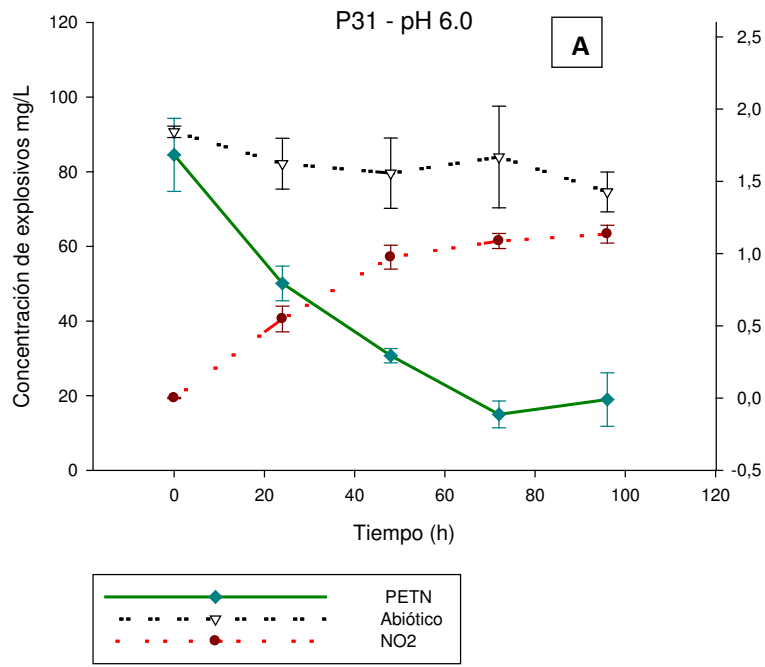 P31 - pH 6.0
A
Concentración de explosivos mg/L
120
100
80
60
40
20
0
2,5
2,0
1,5
1,0
0,5
0,0
-0,5
0 20 40 60 80 100 120
Tiempo (h)
PETN
Abiótico
NO2